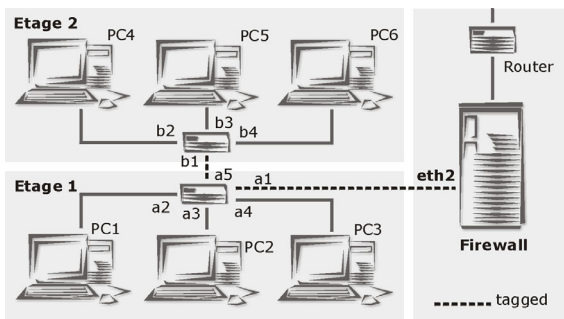 Etage 2
PC4
PC5
PC6
Router
b2
b3
b4
b1
Etage 1
a5
a1
eth2
a2
a3
a4
PC1
PC2
PC3
Firewall
tagged